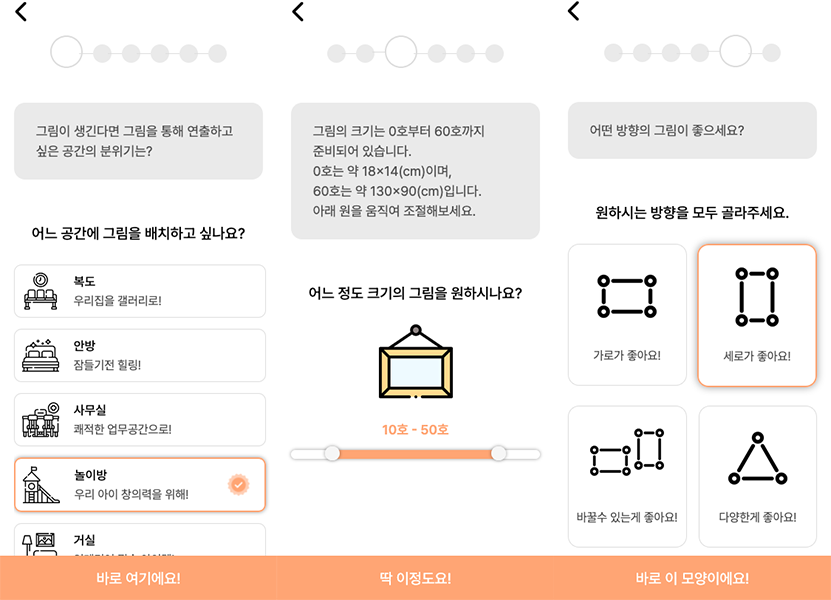 그림이 생긴다면 그림을 통해 연출하고
싶은 공간의 분위기는?
어느 공간에 그림을 배치하고 싶나요?
복도
우리집을 갤러리로!
안방
잠들기전 힐링!
사무실
쾌적한 업무공간으로!
놀이방
우리 아이 창의력을 위해!
거실
바로 여기에요!
그림의 크기는 0호부터 60호까지
준비되어 있습니다.
0호는 약 18×14(cm)이며,
60호는 약 130×90(cm)입니다.
아래 원을 움직여 조절해보세요.
어느 정도 크기의 그림을 원하시나요?
10호 - 50호
딱 이정도요!
어떤 방향의 그림이 좋으세요?
원하시는 방향을 모두 골라주세요.
가로가 좋아요!
세로가 좋아요!
바꿀수 있는게 좋아요!
다양한게 좋아요!
바로 이 모양이에요!